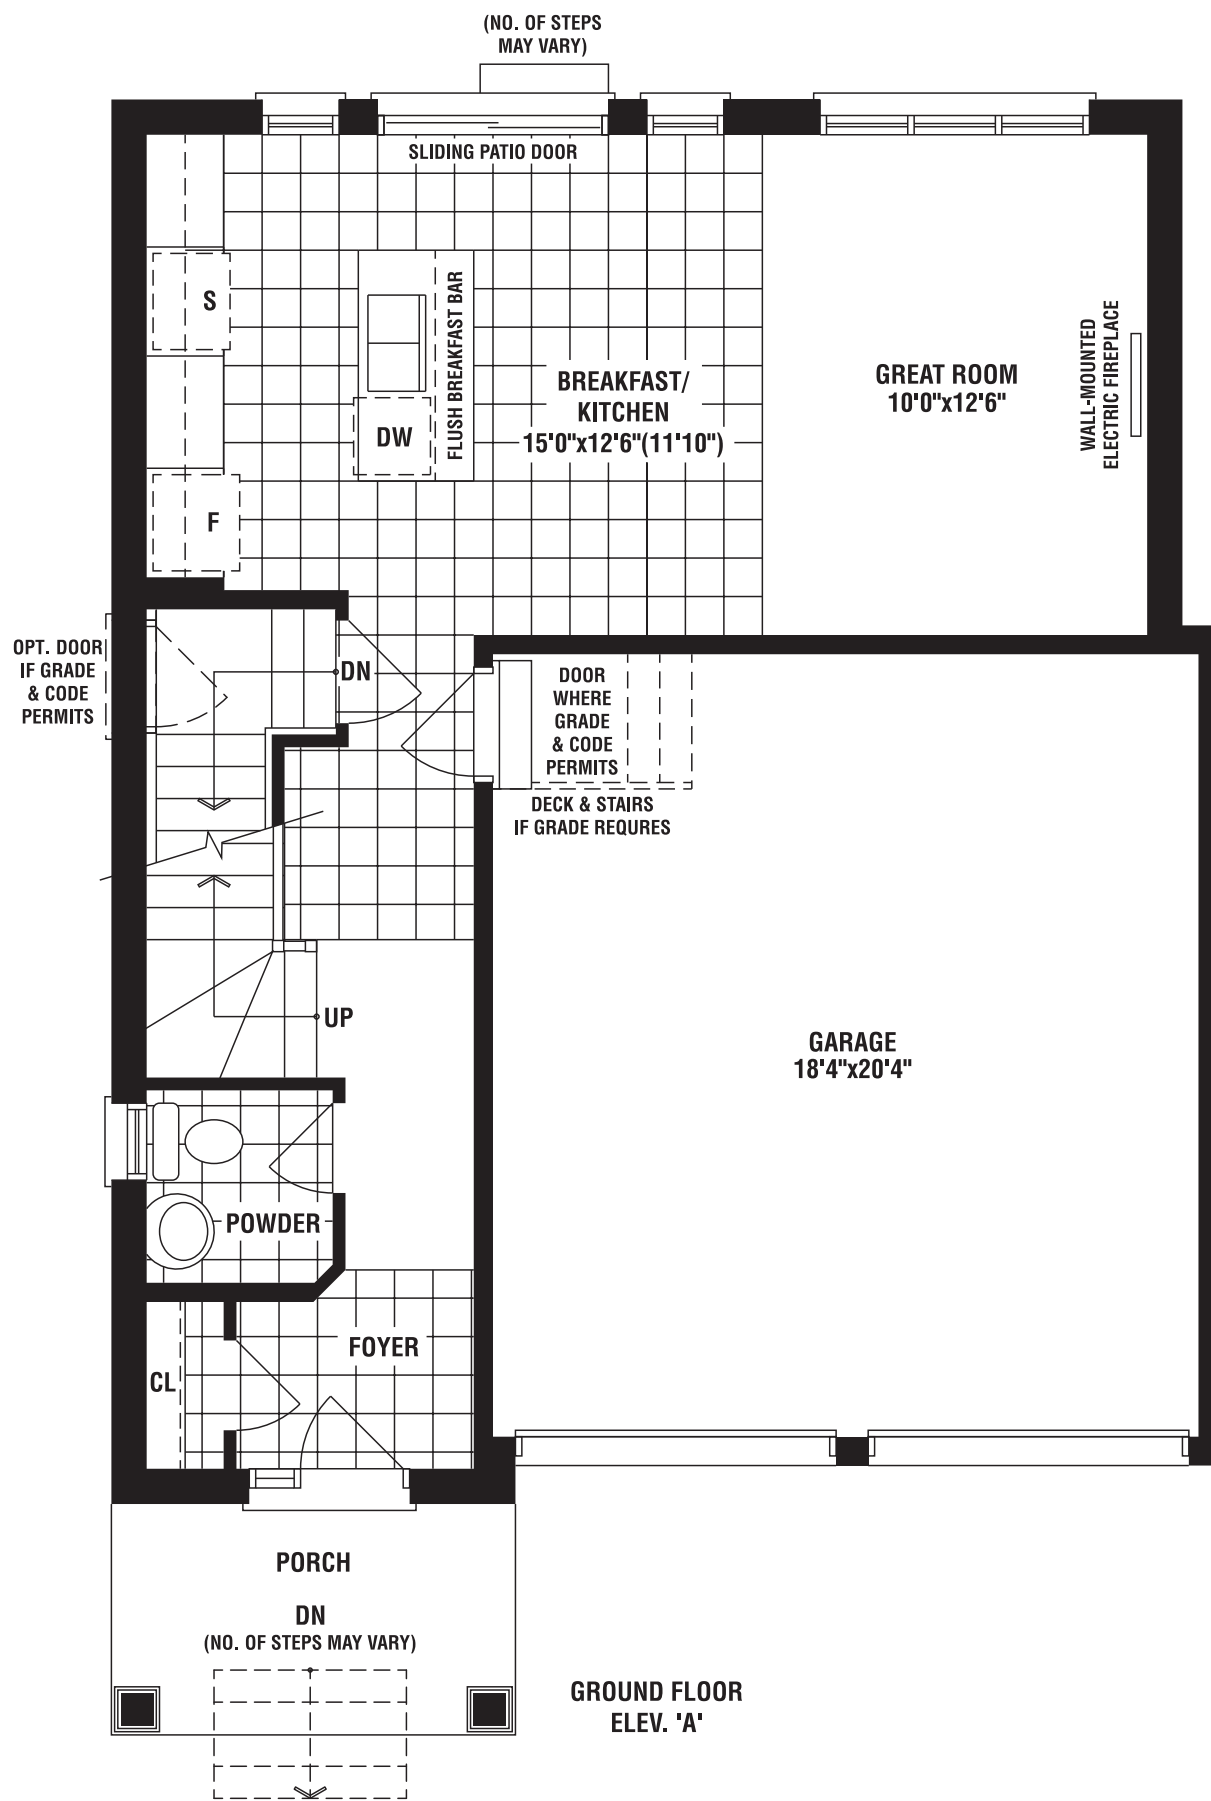 (NO. OF STEPS
MAY VARY)
SLIDING PATIO DOOR
S
FLUSH BREAKFAST BAR
DW
F
BREAKFAST/
KITCHEN
15'0"x12'6"(11'10")
GREAT ROOM
10'0"x12'6"
WALL-MOUNTED
ELECTRIC FIREPLACE
OPT. DOOR
IF GRADE
& CODE
PERMITS
DN
DOOR
WHERE
GRADE
& CODE
PERMITS
DECK & STAIRS
IF GRADE REQURES
UP
GARAGE
18'4"x20'4"
POWDER
FOYER
CL
PORCH
DN
(NO. OF STEPS MAY VARY)
GROUND FLOOR
ELEV. 'A'